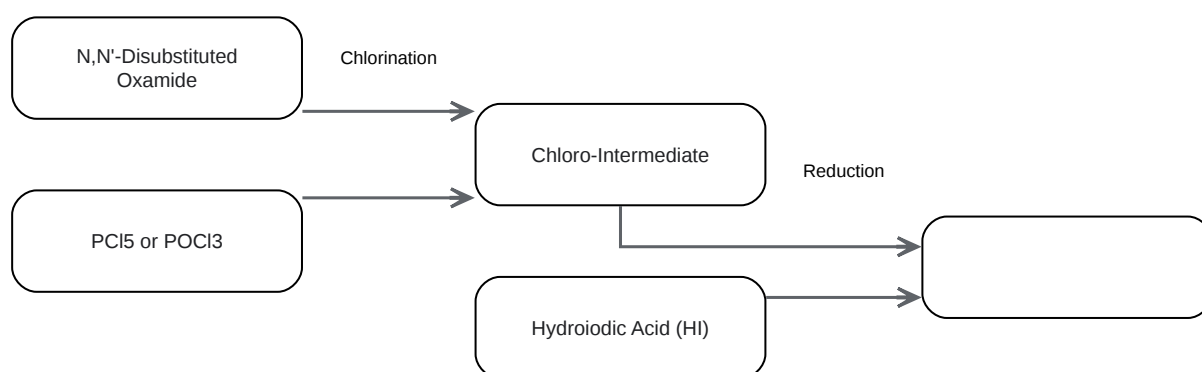 N,N'-Disubstituted
Oxamide
Chlorination
Chloro-Intermediate
Reduction
PCl5 or POCl3
Hydroiodic Acid (HI)